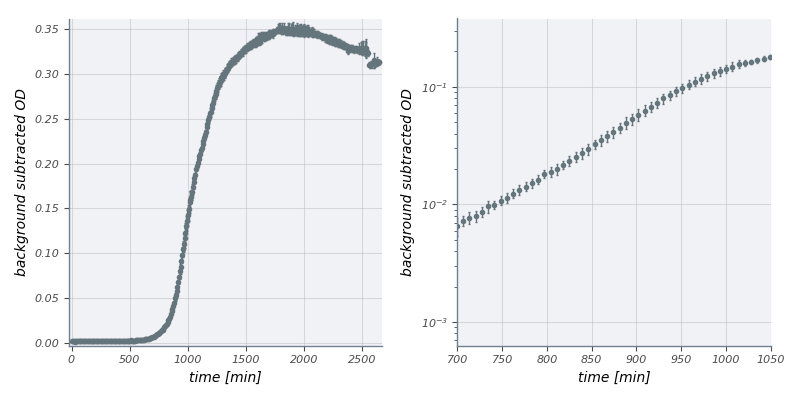 background subtracted OD
0.35
0.30
0.25
0.20
0.15
0.10
0.05
0.00
0 500 1000 1500 2000 2500
time [min]
background subtracted OD
10⁻¹
10⁻²
10⁻³
700 750 800 850 900 950 1000 1050
time [min]